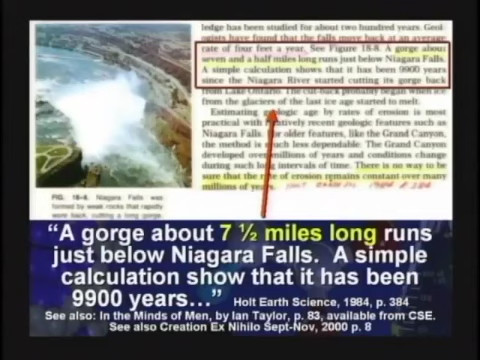 ledge has been studied for about two hundred years. Geol-
ogists have found that the falls move back at an average
rate of four feet a year. See Figure 18-8. A gorge about
seven and a half miles long runs just below Niagara Falls.
A simple calculation shows that it has been 9900 years
since the Niagara River started cutting its gorge back
from Lake Ontario. The cut-back probably began when ice
from the glaciers of the last ice age started to melt.
Estimating geologic age by rates of erosion is most
practical with relatively recent geologic features such as
Niagara Falls. For older features, like the Grand Canyon,
the method is much less dependable. The Grand Canyon
developed over millions of years and conditions change
during such long intervals of time. There is no way to be
sure that the rate of erosion remains constant over many
millions of years.
FIG. 18-8. Niagara Falls was
formed by weak rocks that rapidly
wore back, cutting a long gorge.
“A gorge about 7 ½ miles long runs
just below Niagara Falls. A simple
calculation show that it has been
9900 years...” Holt Earth Science, 1984, p. 384
See also: In the Minds of Men, by Ian Taylor, p. 83, available from CSE.
See also Creation Ex Nihilo Sept-Nov, 2000 p. 8